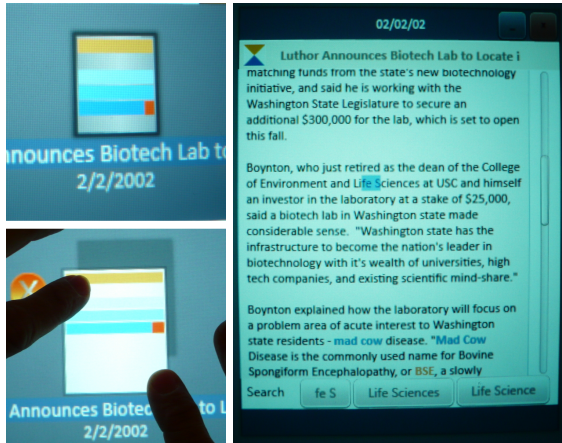 nnounces Biotech Lab to
2/2/2002
Announces Biotec to L
2/2/2002
02/02/02
Luthor Announces Biotech Lab to Locate i
matching funds from the state's new biotechnology
initiative, and said he is working with the
Washington State Legislature to secure an
additional $300,000 for the lab, which is set to open
this fall.
Boynton, who just retired as the dean of the College
of Environment and Life Sciences at USC and himself
an investor in the laboratory at a stake of $25,000,
said a biotech lab in Washington state made
considerable sense. "Washington state has the
infrastructure to become the nation's leader in
biotechnology with it's wealth of universities, high
tech companies, and existing scientific mind-share."
Boynton explained how the laboratory will focus on
a problem area of acute interest to Washington
state residents - mad cow disease. "Mad Cow
Disease is the commonly used name for Bovine
Spongiform Encephalopathy, or BSE, a slowly
Search fe S Life Sciences Life Science